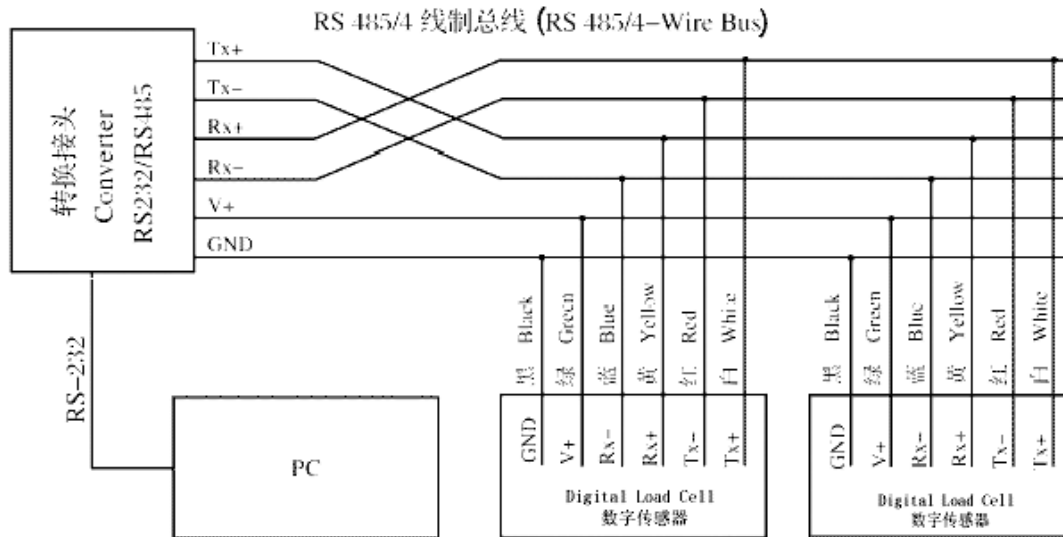 RS 485/4 线制总线 (RS 485/4-Wire Bus)
转换接头
Converter
RS232/RS485
Tx+
Tx-
Rx+
Rx-
V+
GND
RS-232
PC
黑 Black
绿 Green
蓝 Blue
黄 Yellow
红 Red
白 White
GND
V+
Rx-
Rx+
Tx-
Tx+
Digital Load Cell
数字传感器
黑 Black
绿 Green
蓝 Blue
黄 Yellow
红 Red
白 White
GND
V+
Rx-
Rx+
Tx-
Tx+
Digital Load Cell
数字传感器